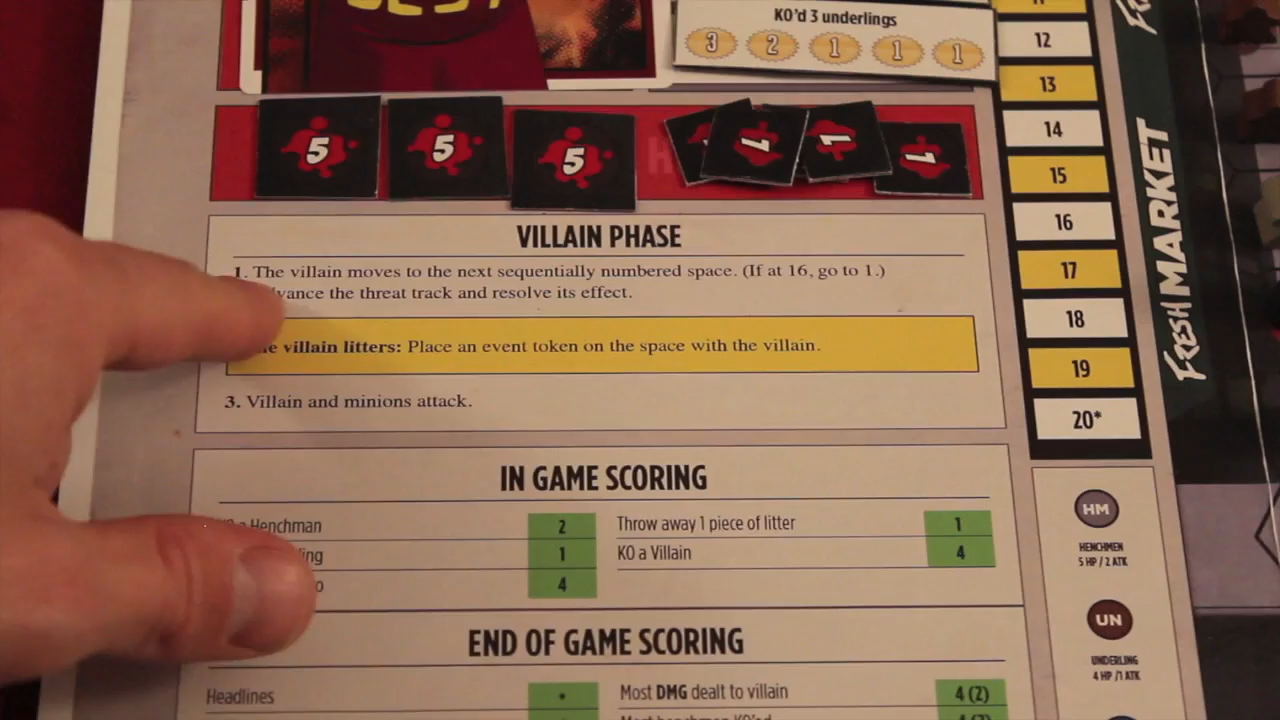 KO'd 3 underlings
3 2 1 1 1
12
13
14
15
16
17
18
19
20*
FRESH MARKET
5 5 5 1 1 1
VILLAIN PHASE
1. The villain moves to the next sequentially numbered space. (If at 16, go to 1.)
the threat track and resolve its effect.
villain litters: Place an event token on the space with the villain.
3. Villain and minions attack.
IN GAME SCORING
Henchman 2
1
4
Throw away 1 piece of litter 1
KO a Villain 4
END OF GAME SCORING
Headlines *
Most DMG dealt to villain 4 (2)
HM
HENCHMEN
5 HP / 2 ATK
UN
UNDERLING
4 HP / 1 ATK